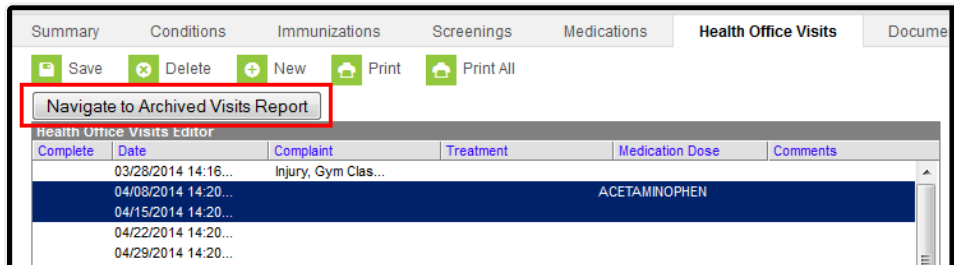 Summary Conditions Immunizations Screenings Medications Health Office Visits Docume
Save Delete New Print Print All
Navigate to Archived Visits Report
Health Office Visits Editor
Complete Date Complaint Treatment Medication Dose Comments
03/28/2014 14:16... Injury, Gym Clas...
04/08/2014 14:20... ACETAMINOPHEN
04/15/2014 14:20...
04/22/2014 14:20...
04/29/2014 14:20...